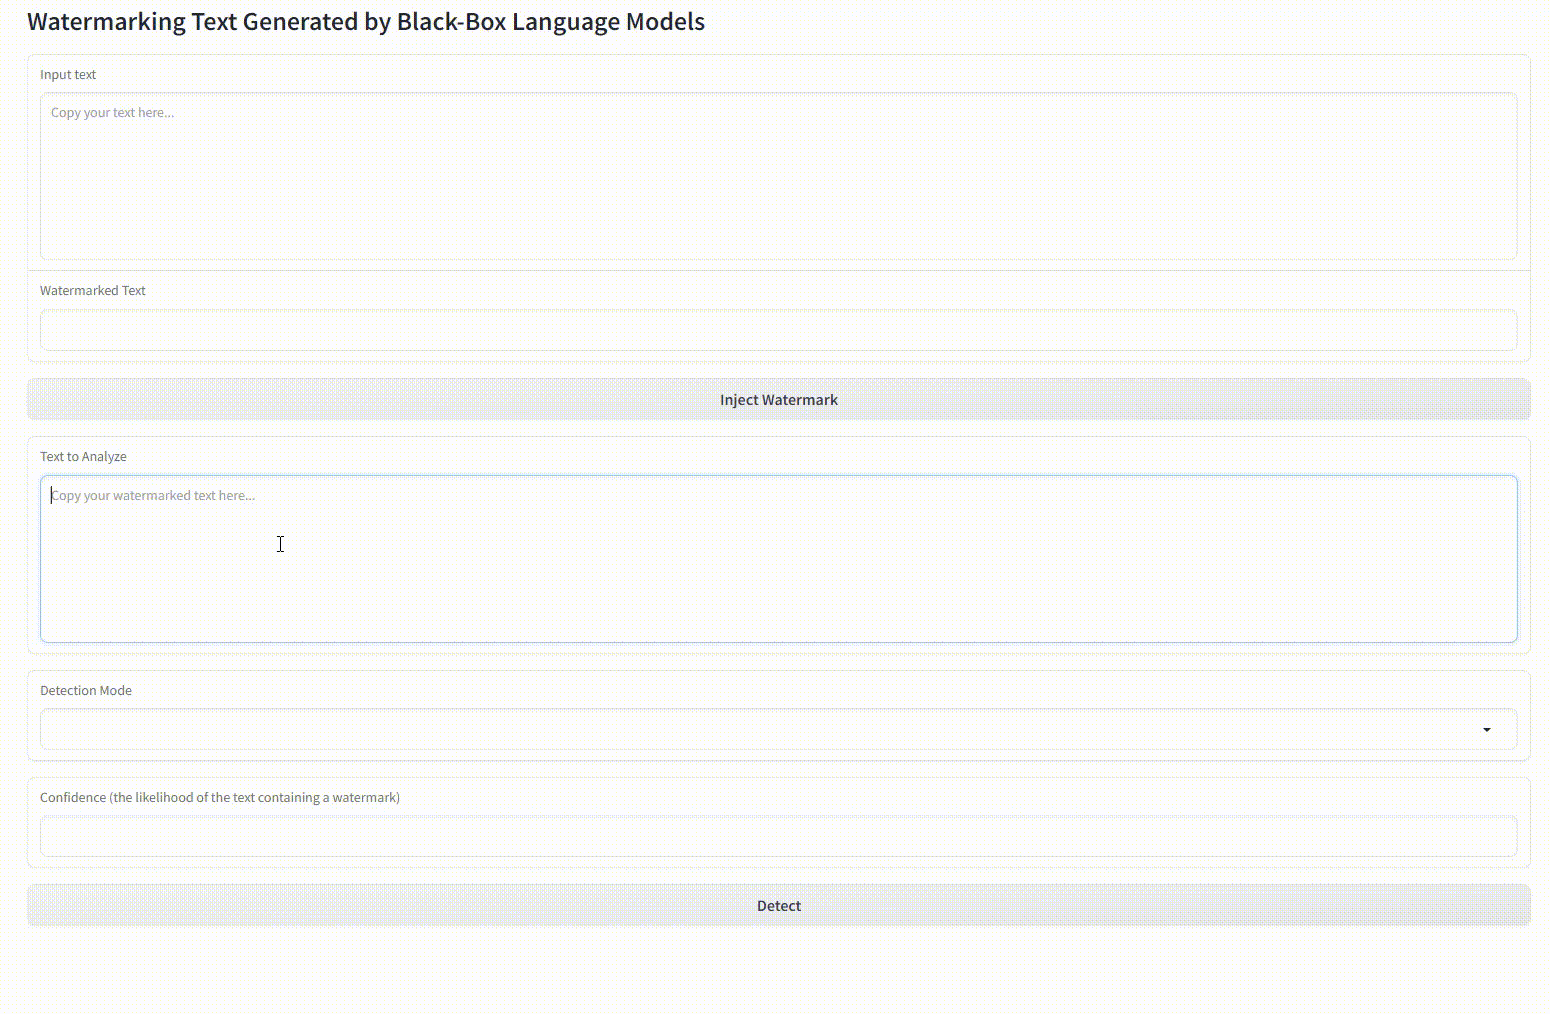 Watermarking Text Generated by Black-Box Language Models
Input text
Copy your text here...
Watermarked Text
Inject Watermark
Text to Analyze
Copy your watermarked text here...
Detection Mode
Confidence (the likelihood of the text containing a watermark)
Detect